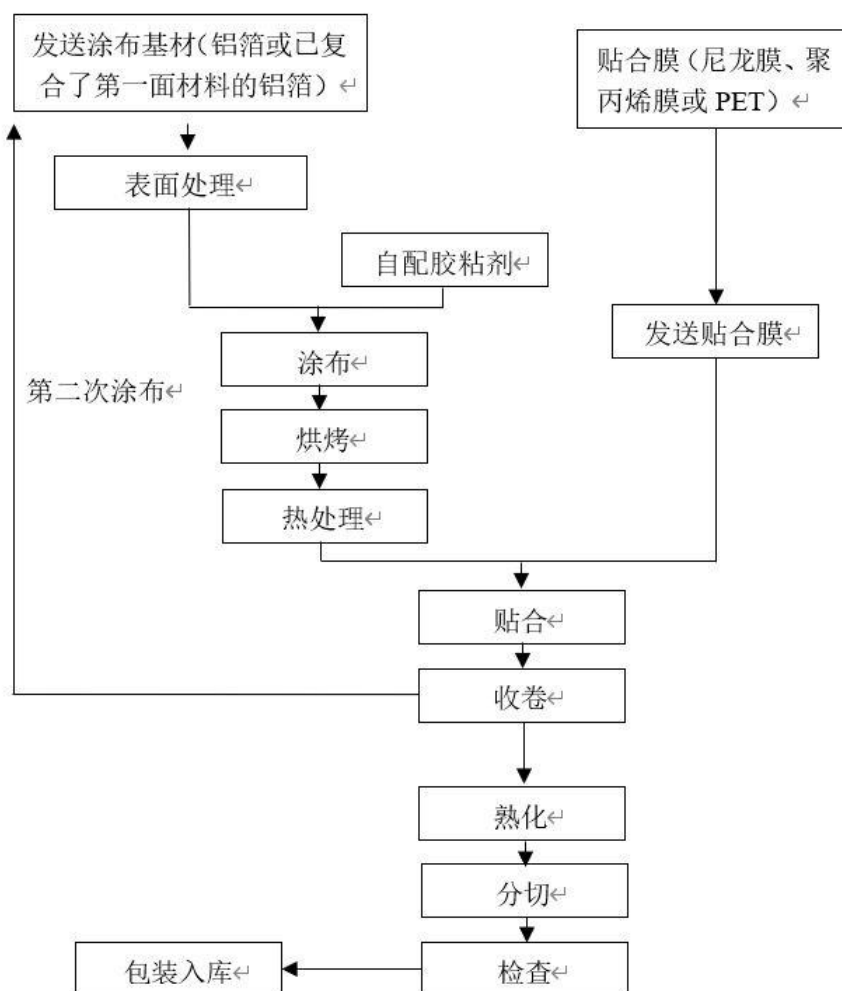 发送涂布基材(铝箔或已复
合了第一面材料的铝箔）↵
贴合膜（尼龙膜、聚
丙烯膜或 PET）↵
表面处理↵
自配胶粘剂↵
发送贴合膜↵
涂布↵
第二次涂布↵
烘烤↵
热处理↵
贴合↵
收卷↵
熟化↵
分切↵
包装入库↵
检查↵